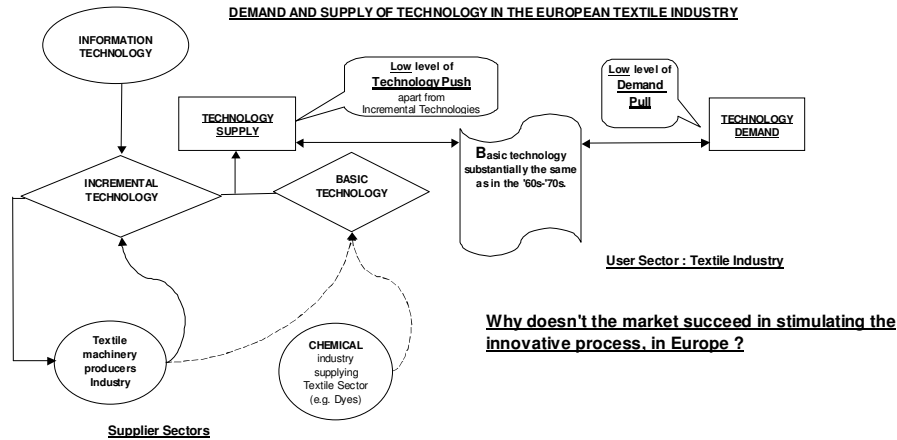 DEMAND AND SUPPLY OF TECHNOLOGY IN THE EUROPEAN TEXTILE INDUSTRY
INFORMATION
TECHNOLOGY
Low level of
Technology Push
apart from
Incremental Technologies
Low level of
Demand
Pull
TECHNOLOGY
SUPPLY
TECHNOLOGY
DEMAND
Basic technology
substantially the same
as in the '60s-'70s.
INCREMENTAL
TECHNOLOGY
BASIC
TECHNOLOGY
User Sector : Textile Industry
Why doesn't the market succeed in stimulating the
innovative process, in Europe ?
Textile
machinery
producers
Industry
CHEMICAL
industry
supplying
Textile Sector
(e.g. Dyes)
Supplier Sectors